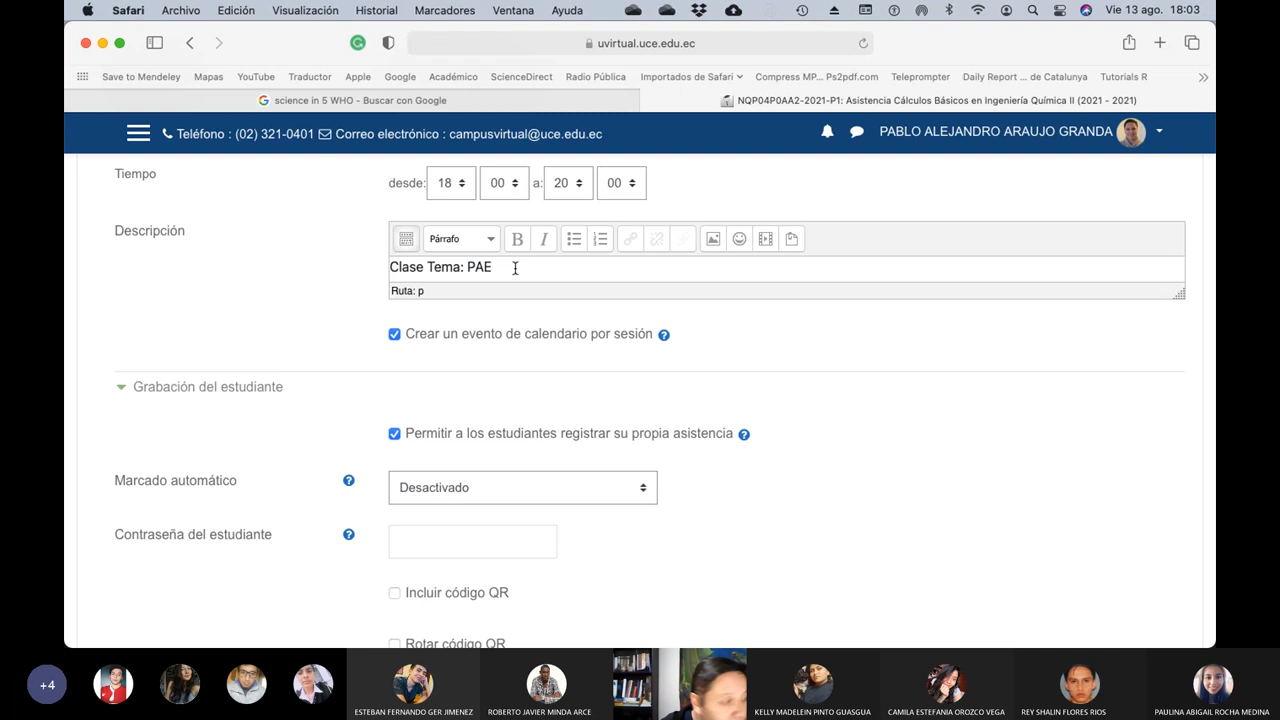 Safari Archivo Edición Visualización Historial Marcadores Ventana Ayuda Vie 13 ago. 18:03
uvirtual.uce.edu.ec
Save to Mendeley Mapas YouTube Traductor Apple Google Académico ScienceDirect Radio Pública Importados de Safari Compress MP... Ps2pdf.com Teleprompter Daily Report ... de Catalunya Tutorials R
science in 5 WHO - Buscar con Google NQP04P0AA2-2021-P1: Asistencia Cálculos Básicos en Ingeniería Química II (2021 - 2021)
Teléfono : (02) 321-0401 Correo electrónico : campusvirtual@uce.edu.ec PABLO ALEJANDRO ARAUJO GRANDA
Tiempo desde: 18 00 a: 20 00
Descripción
Párrafo B I
Clase Tema: PAE
Ruta: p
Crear un evento de calendario por sesión
Grabación del estudiante
Permitir a los estudiantes registrar su propia asistencia
Marcado automático Desactivado
Contraseña del estudiante
Incluir código QR
Rotar código QR
+4 ESTEBAN FERNANDO GER JIMENEZ ROBERTO JAVIER MINDA ARCE KELLY MADELEIN PINTO GUASGUA CAMILA ESTEFANIA OROZCO VEGA REY SHALIN FLORES RIOS PAULINA ABIGAIL ROCHA MEDINA